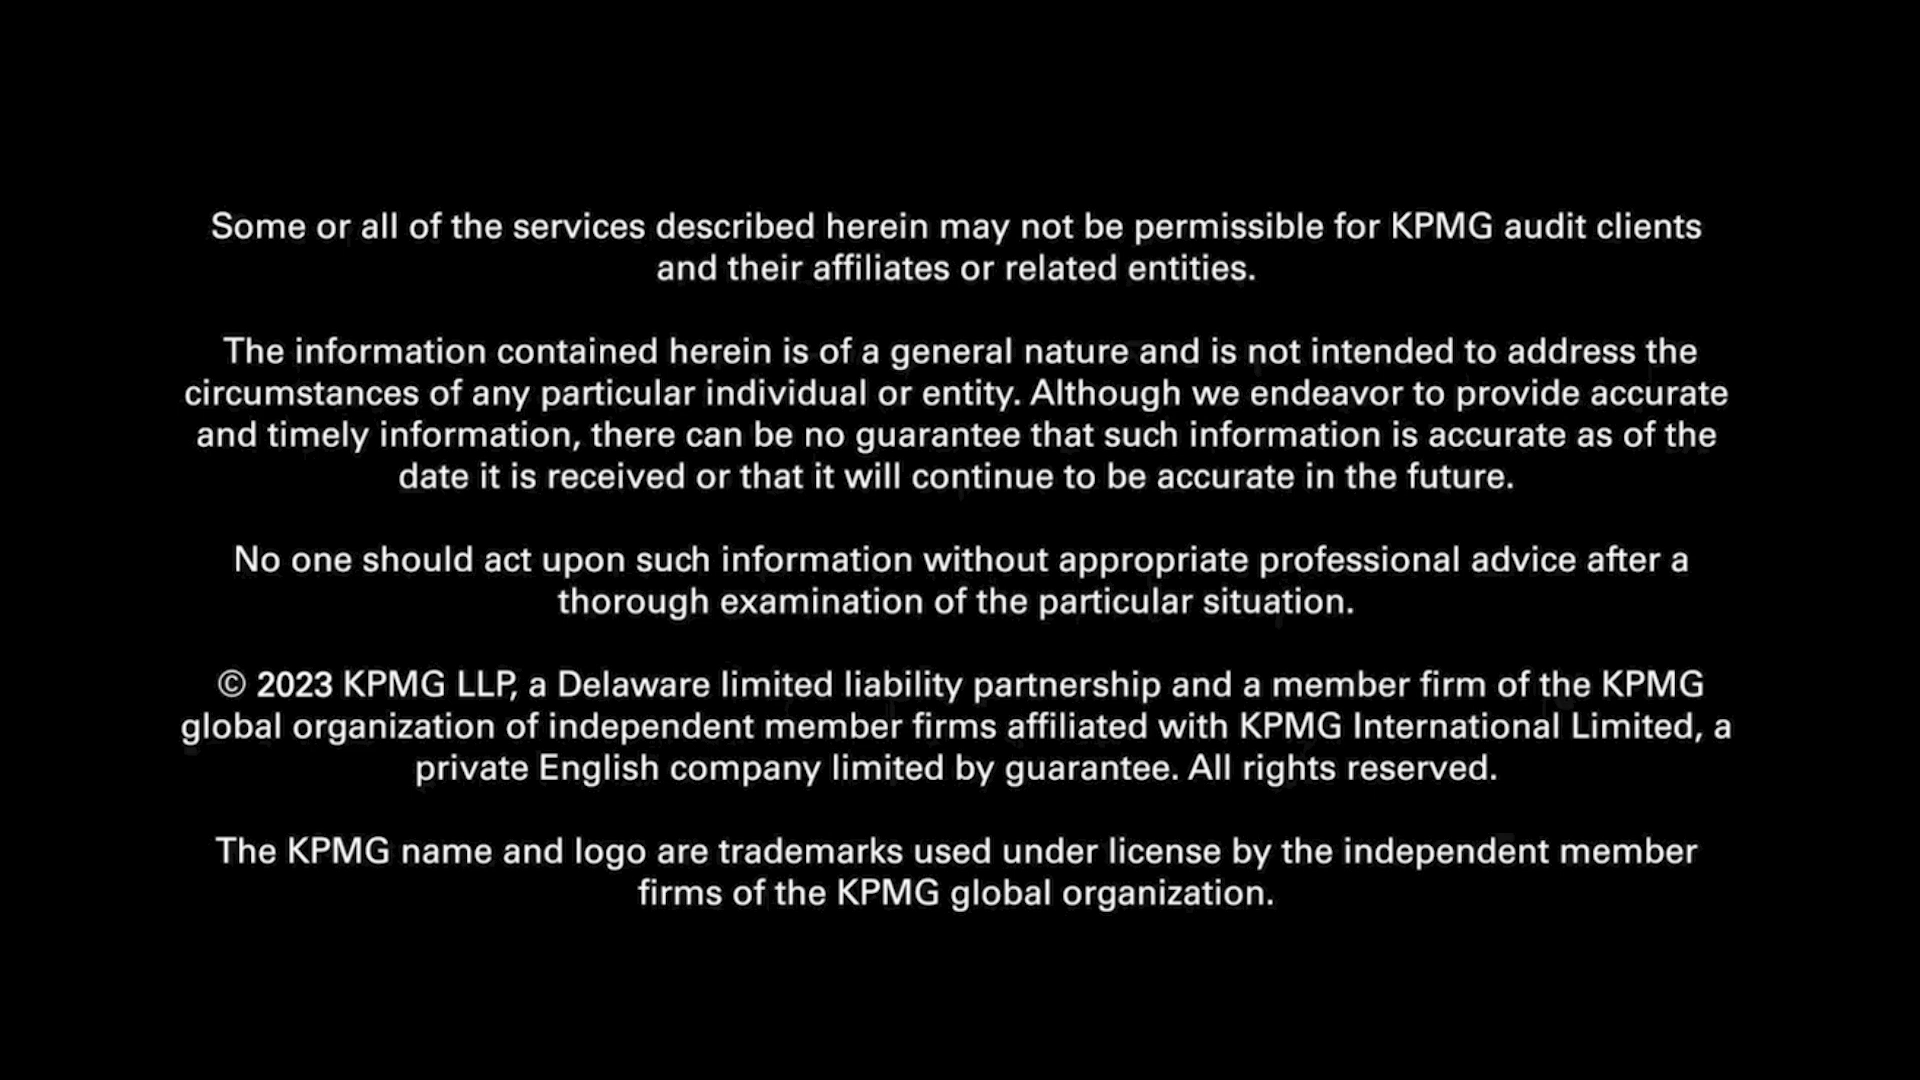 Some or all of the services described herein may not be permissible for KPMG audit clients
and their affiliates or related entities.
The information contained herein is of a general nature and is not intended to address the
circumstances of any particular individual or entity. Although we endeavor to provide accurate
and timely information, there can be no guarantee that such information is accurate as of the
date it is received or that it will continue to be accurate in the future.
No one should act upon such information without appropriate professional advice after a
thorough examination of the particular situation.
© 2023 KPMG LLP, a Delaware limited liability partnership and a member firm of the KPMG
global organization of independent member firms affiliated with KPMG International Limited, a
private English company limited by guarantee. All rights reserved.
The KPMG name and logo are trademarks used under license by the independent member
firms of the KPMG global organization.